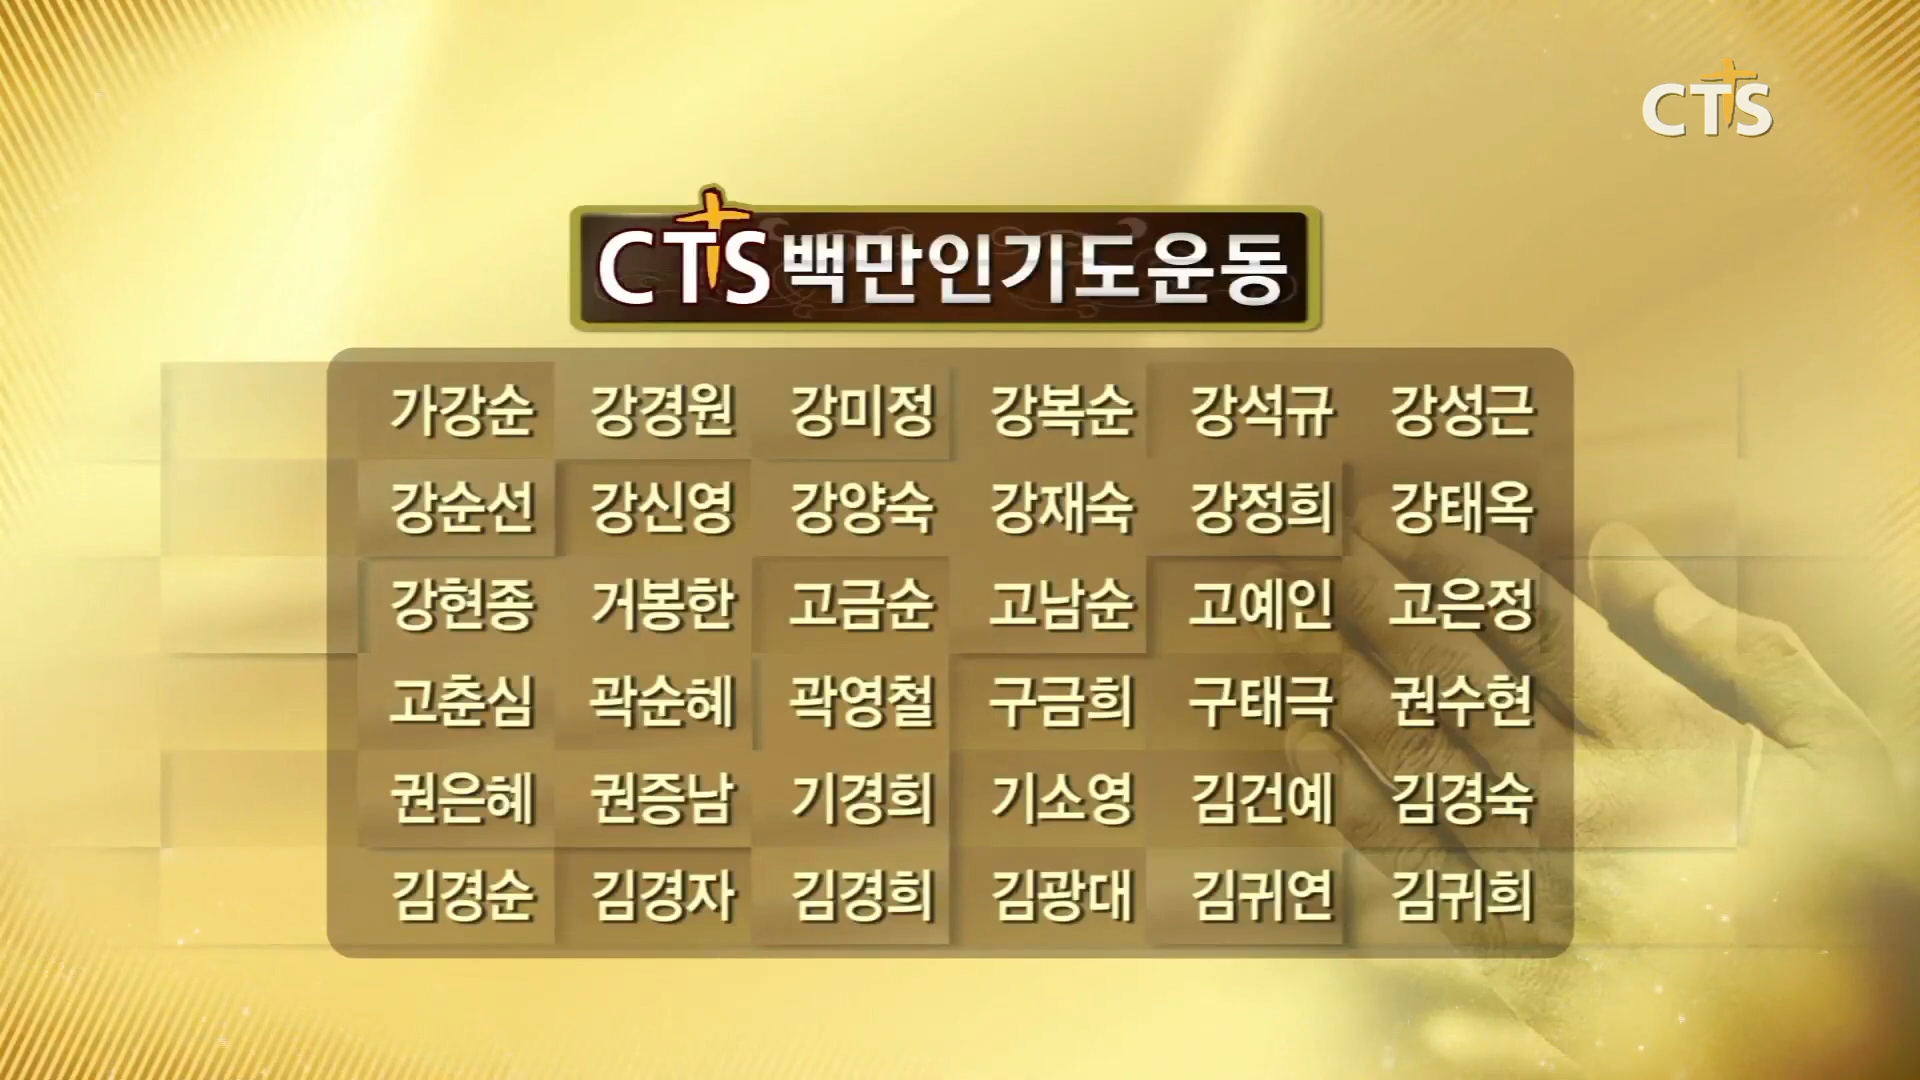 CTS
CTS백만인기도운동
가강순 강경원 강미정 강복순 강석규 강성근
강순선 강신영 강양숙 강재숙 강정희 강태옥
강현종 거봉한 고금순 고남순 고예인 고은정
고춘심 곽순혜 곽영철 구금희 구태극 권수현
권은혜 권증남 기경희 기소영 김건예 김경숙
김경순 김경자 김경희 김광대 김귀연 김귀희